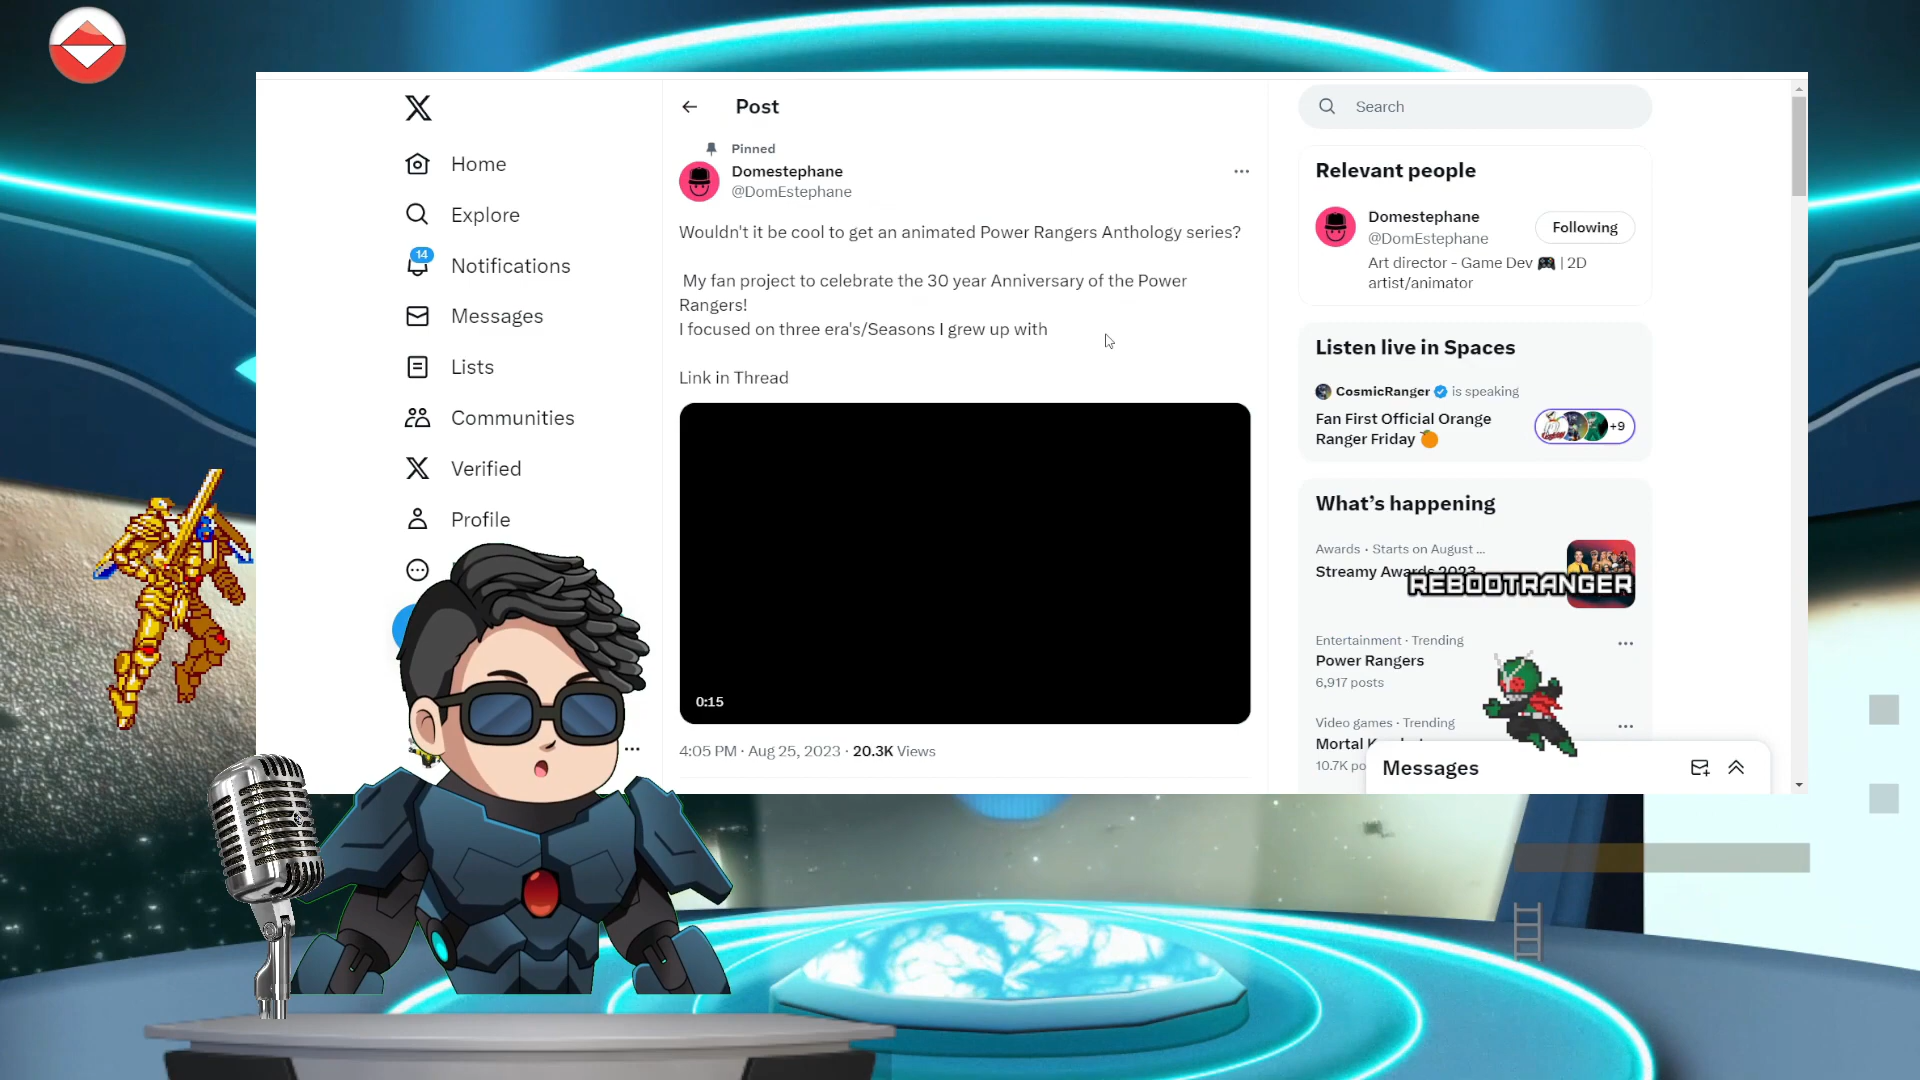 Home
Explore
14
Notifications
Messages
Lists
Communities
Verified
Profile
Post
Pinned
Domestephane
@DomEstephane
Wouldn't it be cool to get an animated Power Rangers Anthology series?
My fan project to celebrate the 30 year Anniversary of the Power
Rangers!
I focused on three era's/Seasons I grew up with
Link in Thread
0:15
4:05 PM · Aug 25, 2023 · 20.3K Views
Search
Relevant people
Domestephane
@DomEstephane
Following
Art director - Game Dev 🎮 | 2D
artist/animator
Listen live in Spaces
CosmicRanger is speaking
Fan First Official Orange
Ranger Friday 🍊
+9
What's happening
Awards · Starts on August ...
Streamy Awards 2023
REBOOTRANGER
Entertainment · Trending
Power Rangers
6,917 posts
Video games · Trending
Mortal
10.7K
Messages